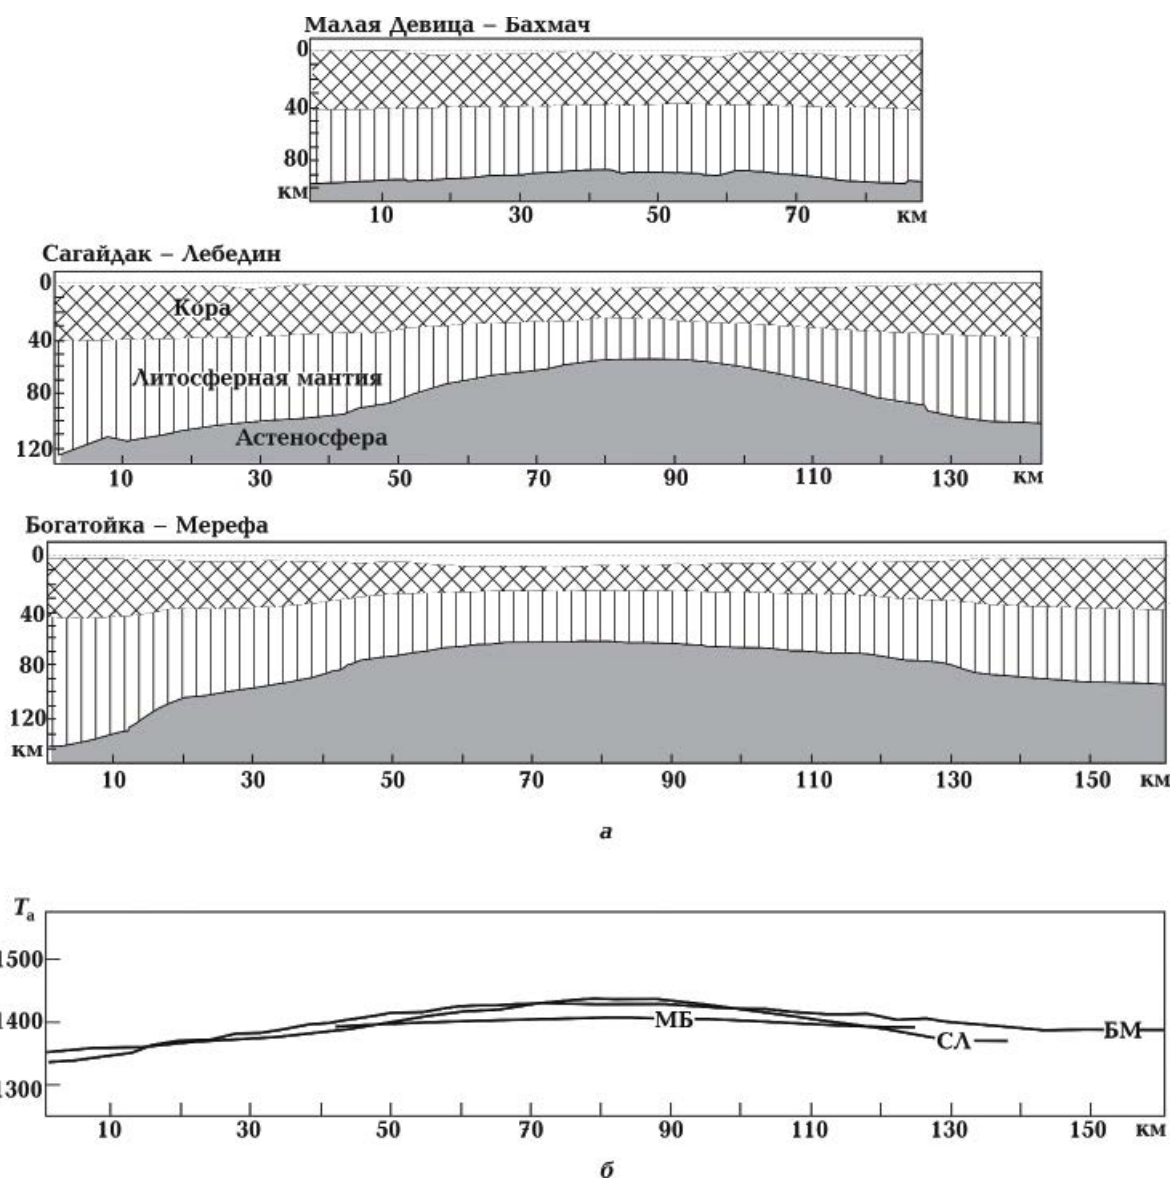 Малая Девица – Бахмач
0
40
80
км
10 30 50 70 км
Сагайдак – Лебедин
0
Кора
40
Литосферная мантия
80
Астеносфера
120
10 30 50 70 90 110 130 км
Богатойка – Мерефа
0
40
80
120
км
10 30 50 70 90 110 130 150 км
а
Tа
1500
1400
МБ
СЛ
БМ
1300
10 30 50 70 90 110 130 150 км
б